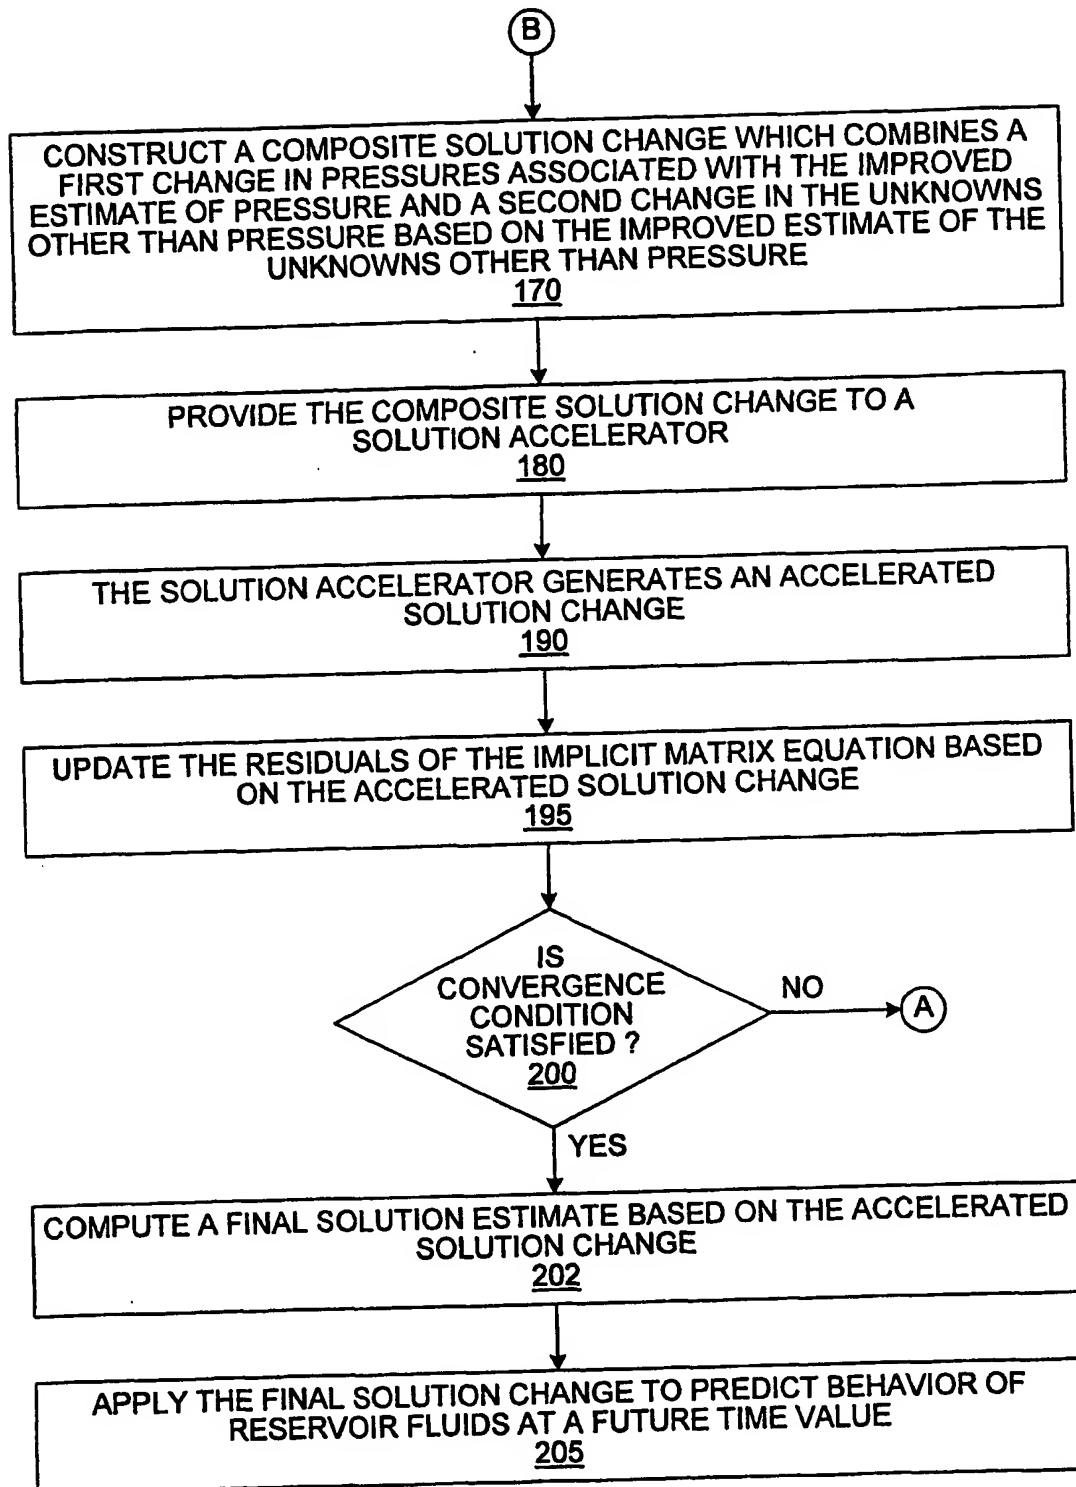 B
CONSTRUCT A COMPOSITE SOLUTION CHANGE WHICH COMBINES A
FIRST CHANGE IN PRESSURES ASSOCIATED WITH THE IMPROVED
ESTIMATE OF PRESSURE AND A SECOND CHANGE IN THE UNKNOWNS
OTHER THAN PRESSURE BASED ON THE IMPROVED ESTIMATE OF THE
UNKNOWNS OTHER THAN PRESSURE
170
PROVIDE THE COMPOSITE SOLUTION CHANGE TO A
SOLUTION ACCELERATOR
180
THE SOLUTION ACCELERATOR GENERATES AN ACCELERATED
SOLUTION CHANGE
190
UPDATE THE RESIDUALS OF THE IMPLICIT MATRIX EQUATION BASED
ON THE ACCELERATED SOLUTION CHANGE
195
IS
CONVERGENCE
CONDITION
SATISFIED ?
200
NO
A
YES
COMPUTE A FINAL SOLUTION ESTIMATE BASED ON THE ACCELERATED
SOLUTION CHANGE
202
APPLY THE FINAL SOLUTION CHANGE TO PREDICT BEHAVIOR OF
RESERVOIR FLUIDS AT A FUTURE TIME VALUE
205